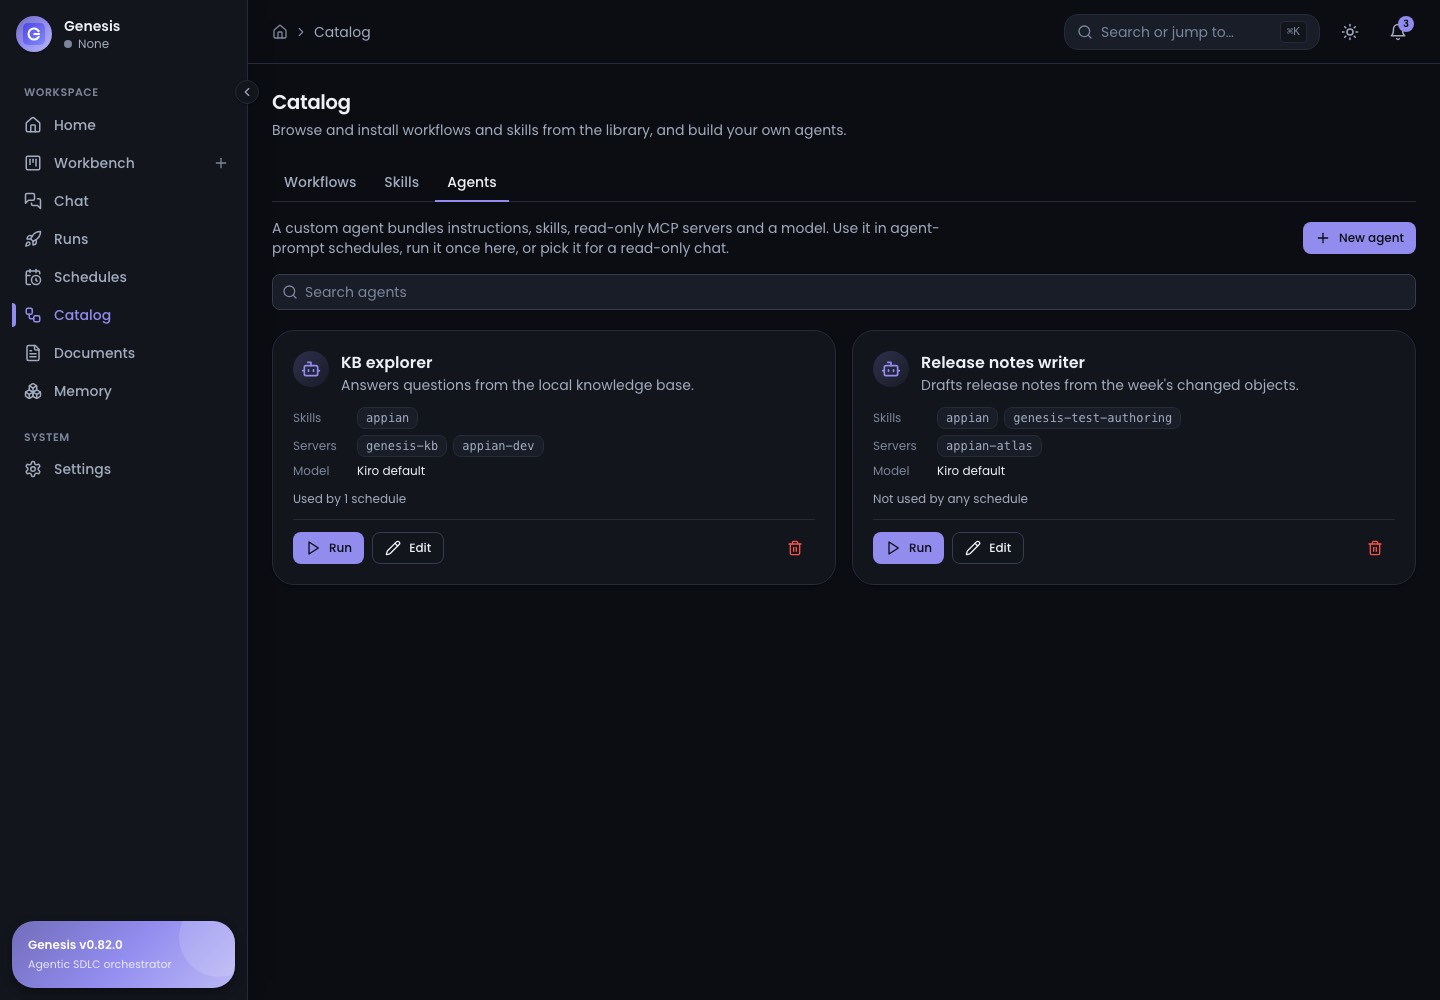 Genesis
None
WORKSPACE
Home
Workbench
Chat
Runs
Schedules
Catalog
Documents
Memory
SYSTEM
Settings
Genesis v0.82.0
Agentic SDLC orchestrator
Catalog
Search or jump to...
⌘K
3
Catalog
Browse and install workflows and skills from the library, and build your own agents.
Workflows
Skills
Agents
A custom agent bundles instructions, skills, read-only MCP servers and a model. Use it in agent-
prompt schedules, run it once here, or pick it for a read-only chat.
New agent
Search agents
KB explorer
Answers questions from the local knowledge base.
Skills appian
Servers genesis-kb appian-dev
Model Kiro default
Used by 1 schedule
Run Edit
Release notes writer
Drafts release notes from the week's changed objects.
Skills appian genesis-test-authoring
Servers appian-atlas
Model Kiro default
Not used by any schedule
Run Edit